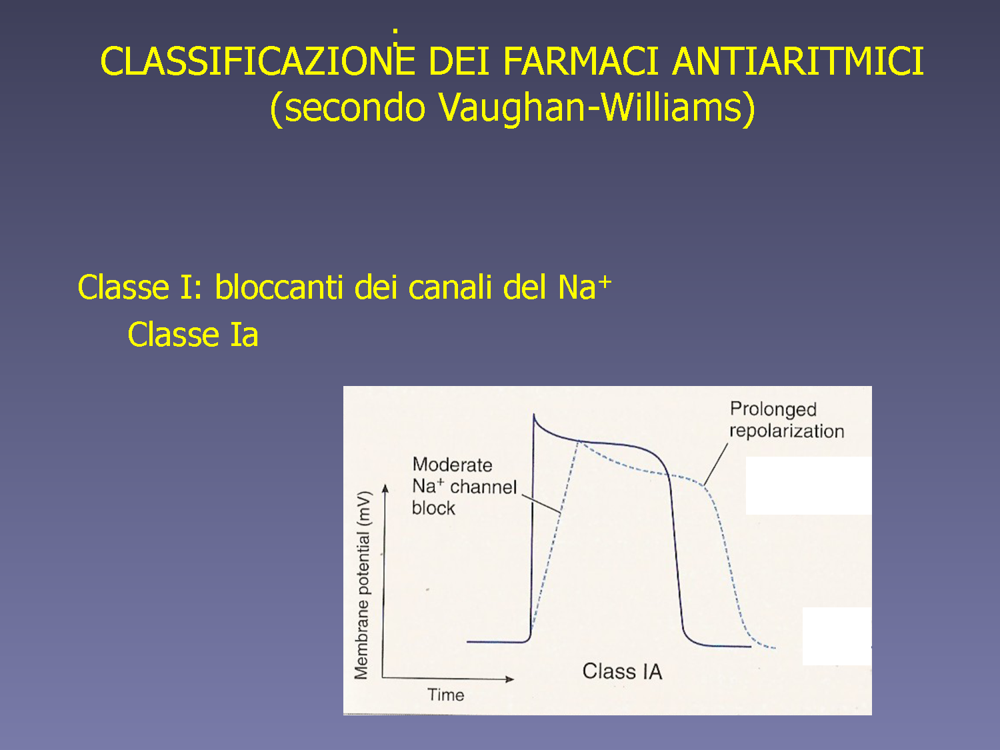 :
CLASSIFICAZIONE DEI FARMACI ANTIARITMICI
(secondo Vaughan-Williams)
Classe I: bloccanti dei canali del Na⁺
Classe Ia
Prolonged
repolarization
Moderate
Na⁺ channel
block
Membrane potential (mV)
Class IA
Time